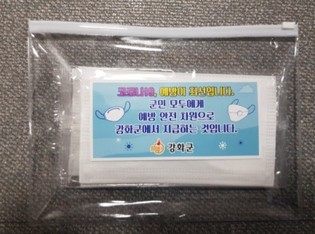 코로나19, 예방이 최선입니다.
군민 모두에게
예방 안전 차원으로
강화군에서 지급하는 것입니다.
강화군